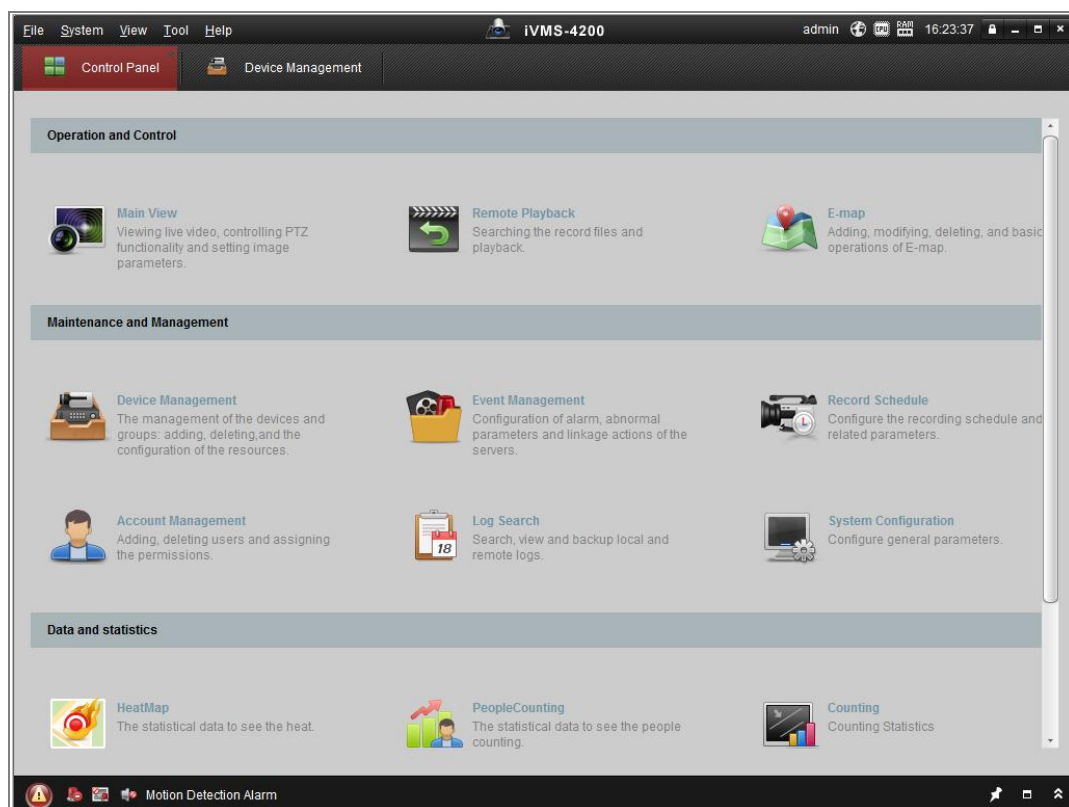 File System View Tool Help iVMS-4200 admin CPU RAM 16:23:37
Control Panel Device Management
Operation and Control
Main View
Viewing live video, controlling PTZ
functionality and setting image
parameters.
Remote Playback
Searching the record files and
playback.
E-map
Adding, modifying, deleting, and basic
operations of E-map.
Maintenance and Management
Device Management
The management of the devices and
groups: adding, deleting,and the
configuration of the resources.
Event Management
Configuration of alarm, abnormal
parameters and linkage actions of the
servers.
Record Schedule
Configure the recording schedule and
related parameters.
Account Management
Adding, deleting users and assigning
the permissions.
18
Log Search
Search, view and backup local and
remote logs.
System Configuration
Configure general parameters.
Data and statistics
HeatMap
The statistical data to see the heat.
PeopleCounting
The statistical data to see the people
counting.
Counting
Counting Statistics
Motion Detection Alarm